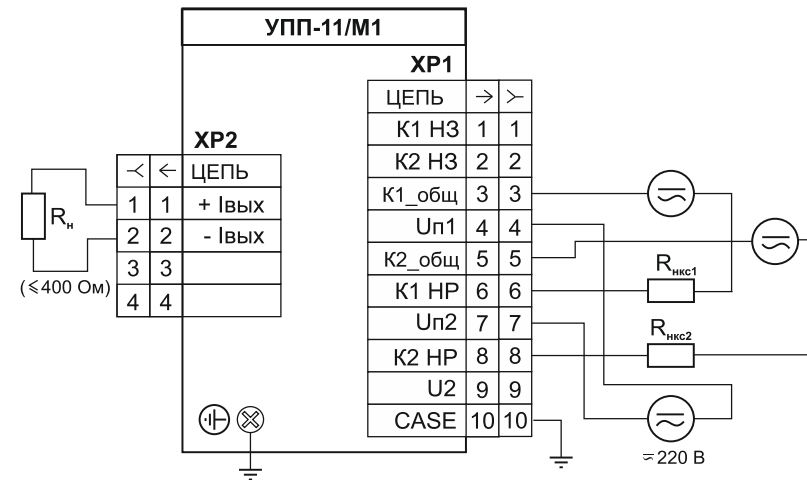 УПП-11/М1
XP1
ЦЕПЬ
К1 НЗ 1 1
К2 НЗ 2 2
К1_общ 3 3
Uп1 4 4
К2_общ 5 5
К1 НР 6 6
Uп2 7 7
К2 НР 8 8
U2 9 9
CASE 10 10
XP2
ЦЕПЬ
1 1 + Iвых
2 2 - Iвых
3 3
4 4
Rн
(⩽400 Ом)
Rнкс1
Rнкс2
≂220 В